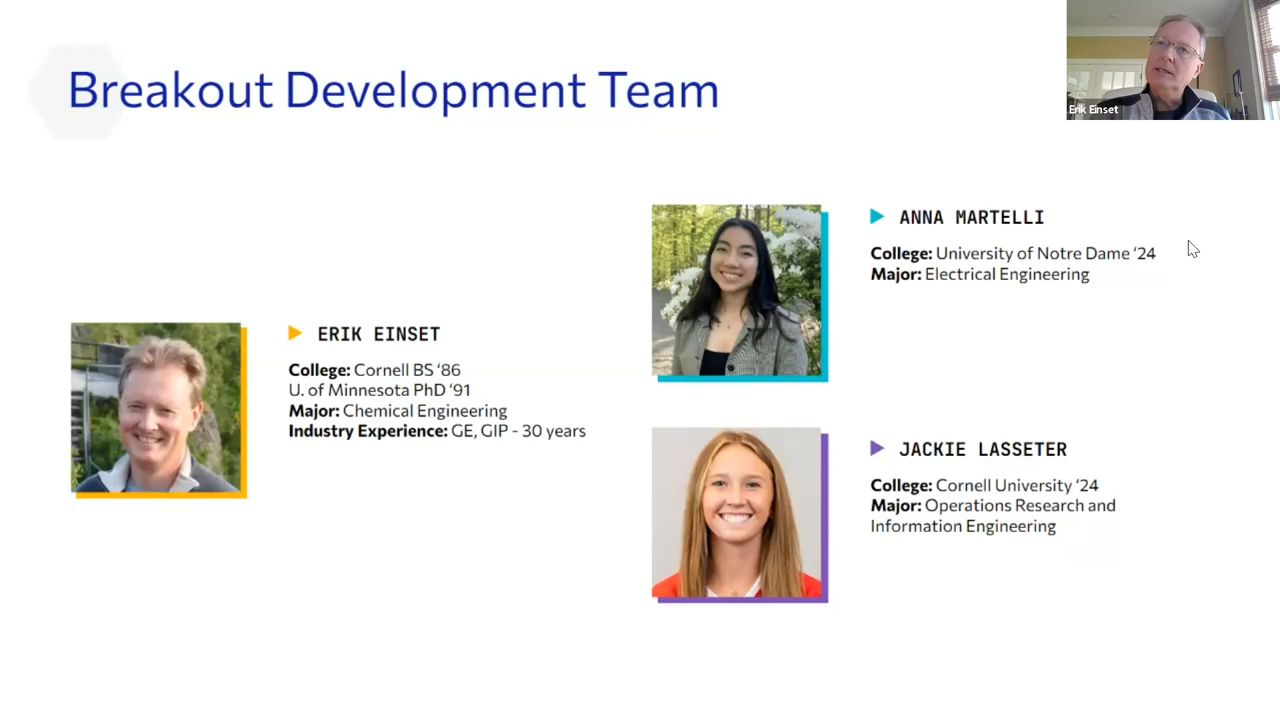 Breakout Development Team
Erik Einset
ERIK EINSET
College: Cornell BS ‘86
U. of Minnesota PhD ‘91
Major: Chemical Engineering
Industry Experience: GE, GIP - 30 years
ANNA MARTELLI
College: University of Notre Dame ‘24
Major: Electrical Engineering
JACKIE LASSETER
College: Cornell University ‘24
Major: Operations Research and
Information Engineering